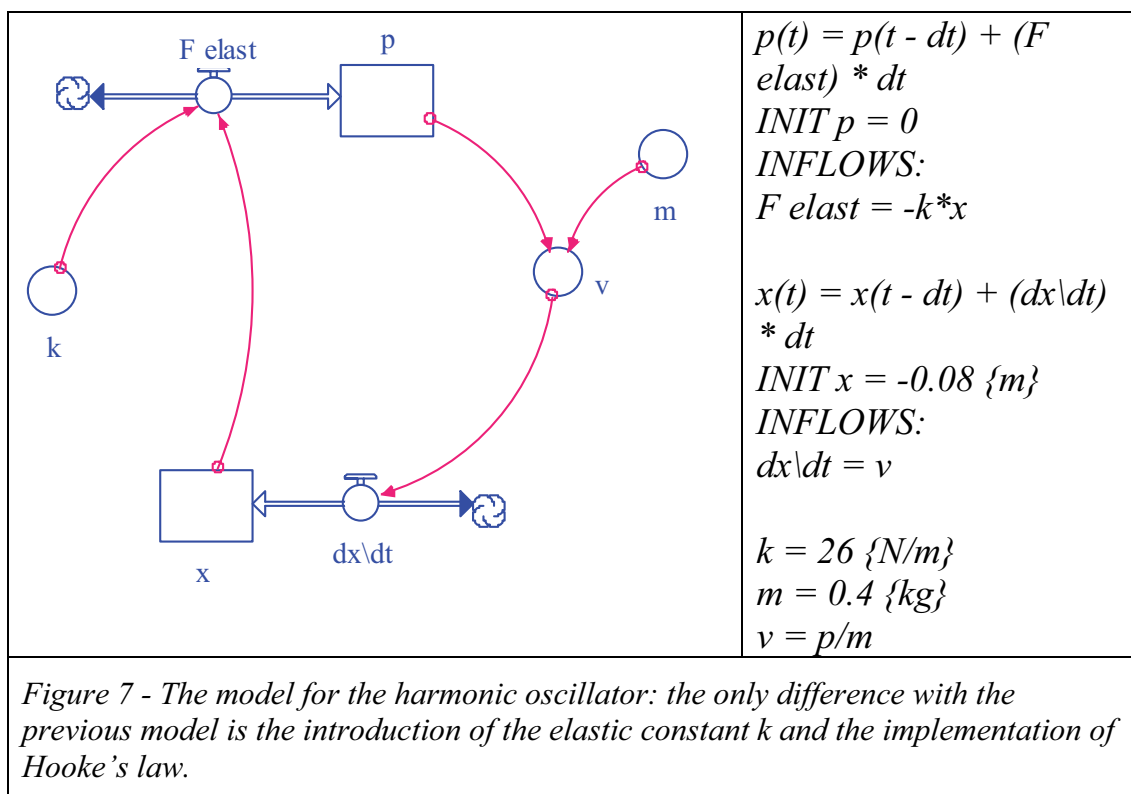 F elast
p
m
v
k
x
dx\dt
p(t) = p(t - dt) + (F
elast) * dt
INIT p = 0
INFLOWS:
F elast = -k*x
x(t) = x(t - dt) + (dx\dt)
* dt
INIT x = -0.08 {m}
INFLOWS:
dx\dt = v
k = 26 {N/m}
m = 0.4 {kg}
v = p/m
Figure 7 - The model for the harmonic oscillator: the only difference with the
previous model is the introduction of the elastic constant k and the implementation of
Hooke’s law.